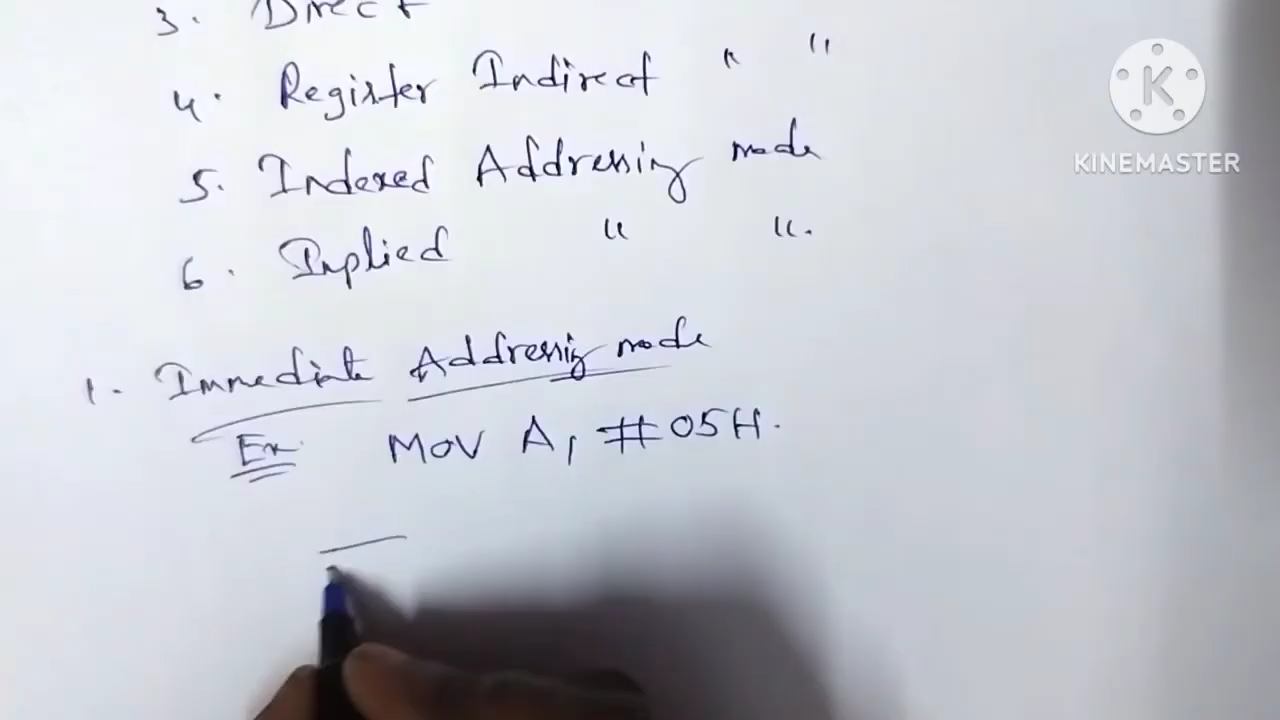 3. Direct
4. Register Indirect " "
5. Indexed Addressing mode
6. Implied " ".
1. Immediate Addressing mode
Ex. MOV A, #05H.
K
KINEMASTER